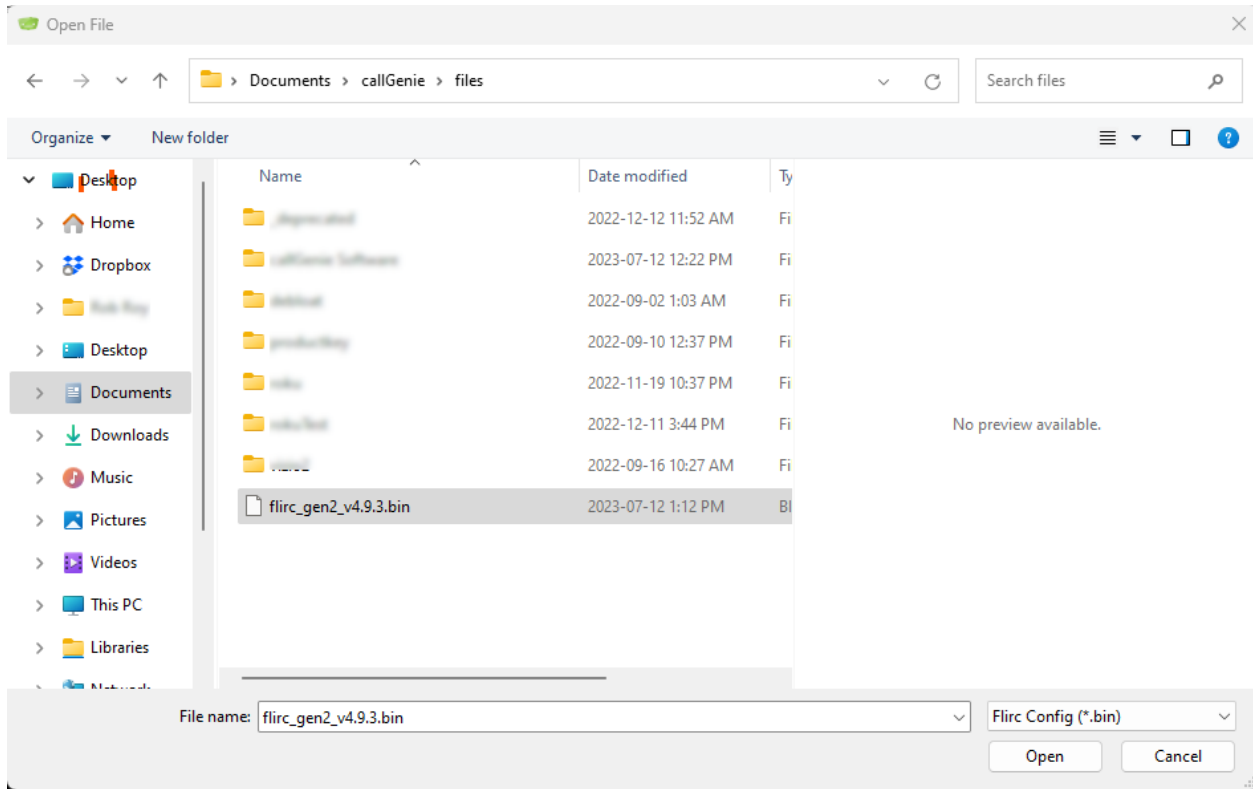 Open File
Documents > callGenie > files
Search files
Organize
New folder
Desktop
Home
Dropbox
Desktop
Documents
Downloads
Music
Pictures
Videos
This PC
Libraries
Network
Name Date modified Ty
2022-12-12 11:52 AM Fi
callGenie Software 2023-07-12 12:22 PM Fi
2022-09-02 1:03 AM Fi
2022-09-10 12:37 PM Fi
2022-11-19 10:37 PM Fi
2022-12-11 3:44 PM Fi
2022-09-16 10:27 AM Fi
flirc_gen2_v4.9.3.bin 2023-07-12 1:12 PM BI
No preview available.
File name: flirc_gen2_v4.9.3.bin Flirc Config (*.bin)
Open Cancel